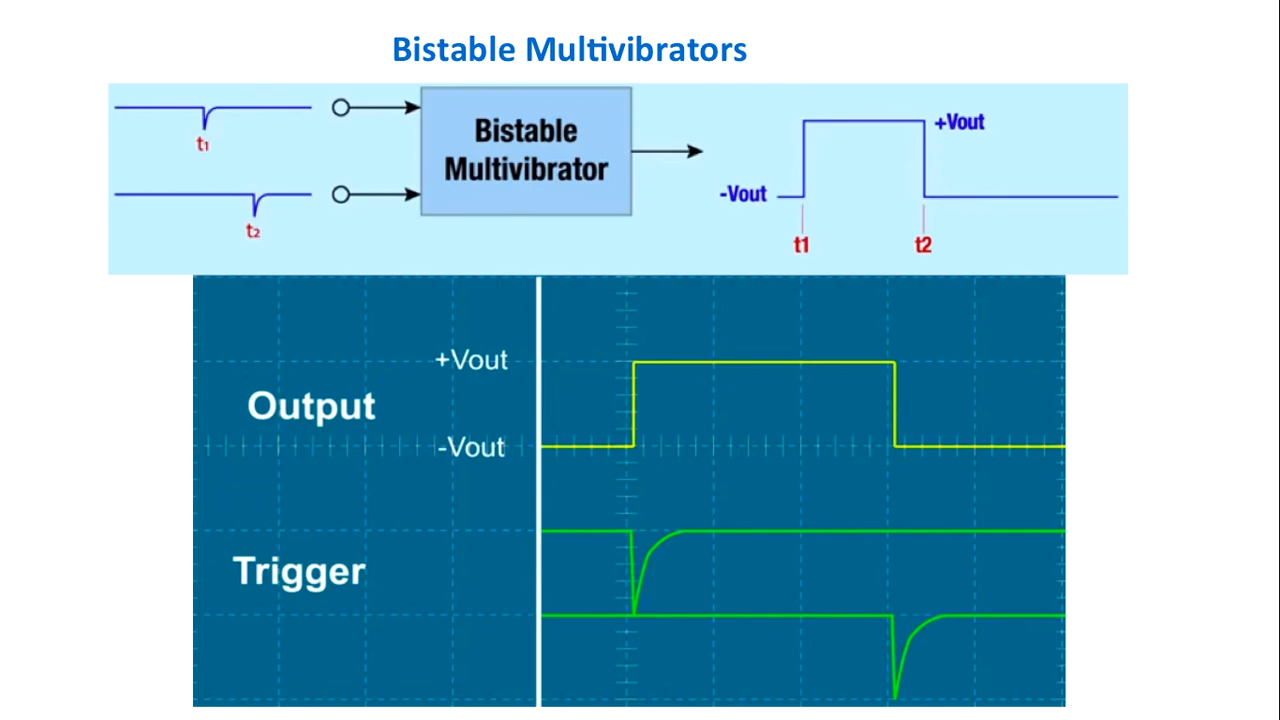 Bistable Multivibrators
t₁
t₂
Bistable
Multivibrator
+Vout
-Vout
t1
t2
+Vout
Output
-Vout
Trigger